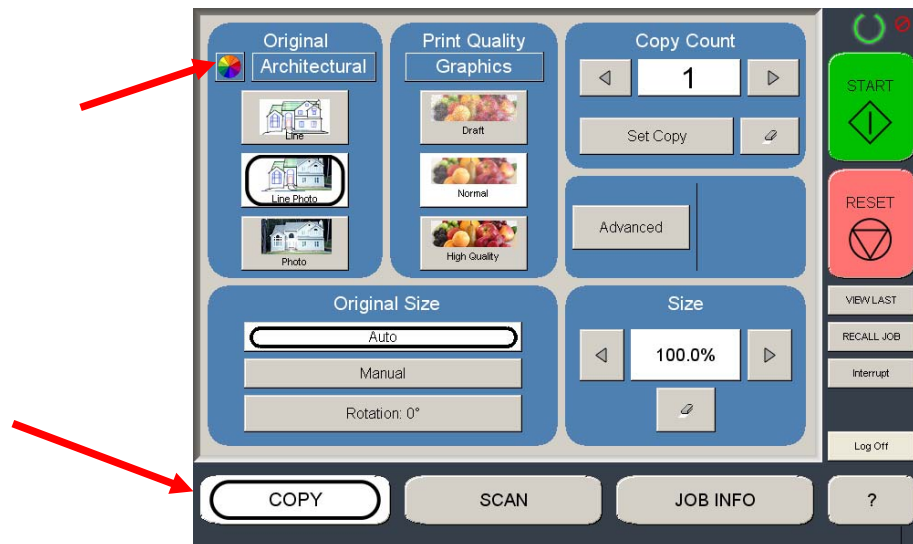 Original
Architectural
Line
Line Photo
Photo
Print Quality
Graphics
Draft
Normal
High Quality
Copy Count
1
Set Copy
Advanced
Original Size
Auto
Manual
Rotation: 0°
Size
100.0%
START
RESET
VIEW LAST
RECALL JOB
Interrupt
Log Off
COPY
SCAN
JOB INFO
?